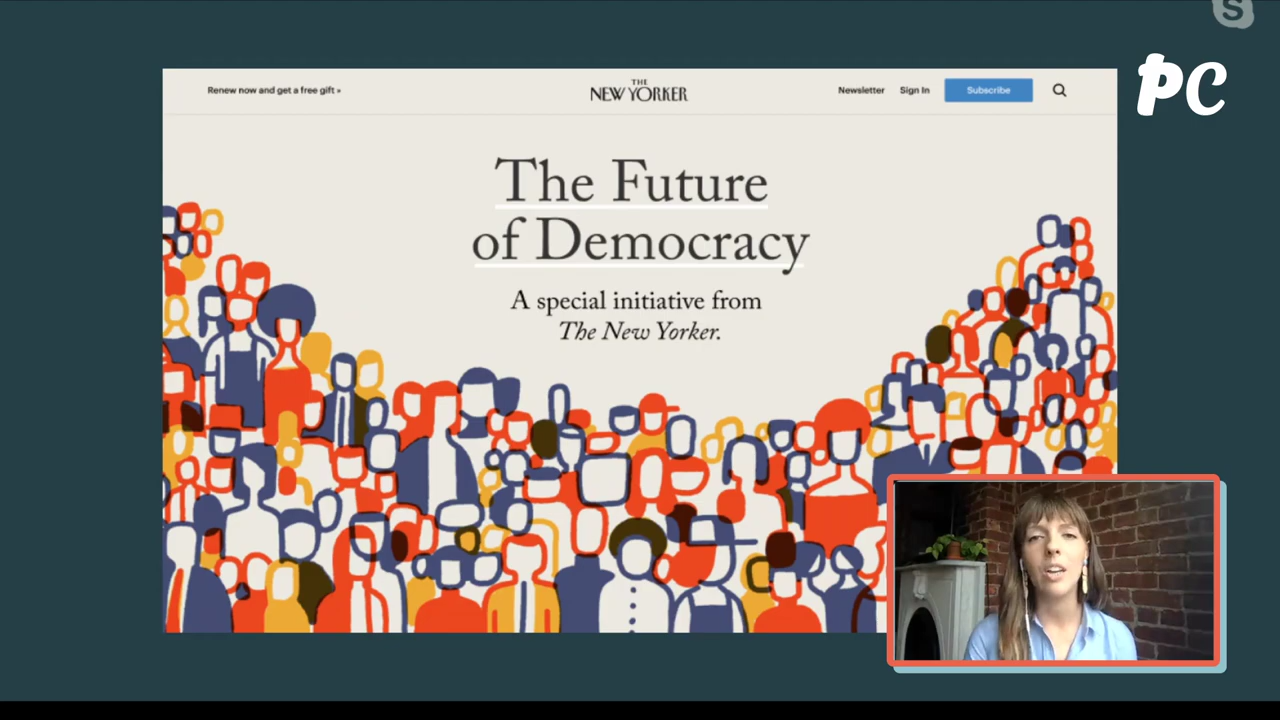 S
PC
Renew now and get a free gift »
THE
NEW YORKER
Newsletter
Sign In
Subscribe
The Future
of Democracy
A special initiative from
The New Yorker.